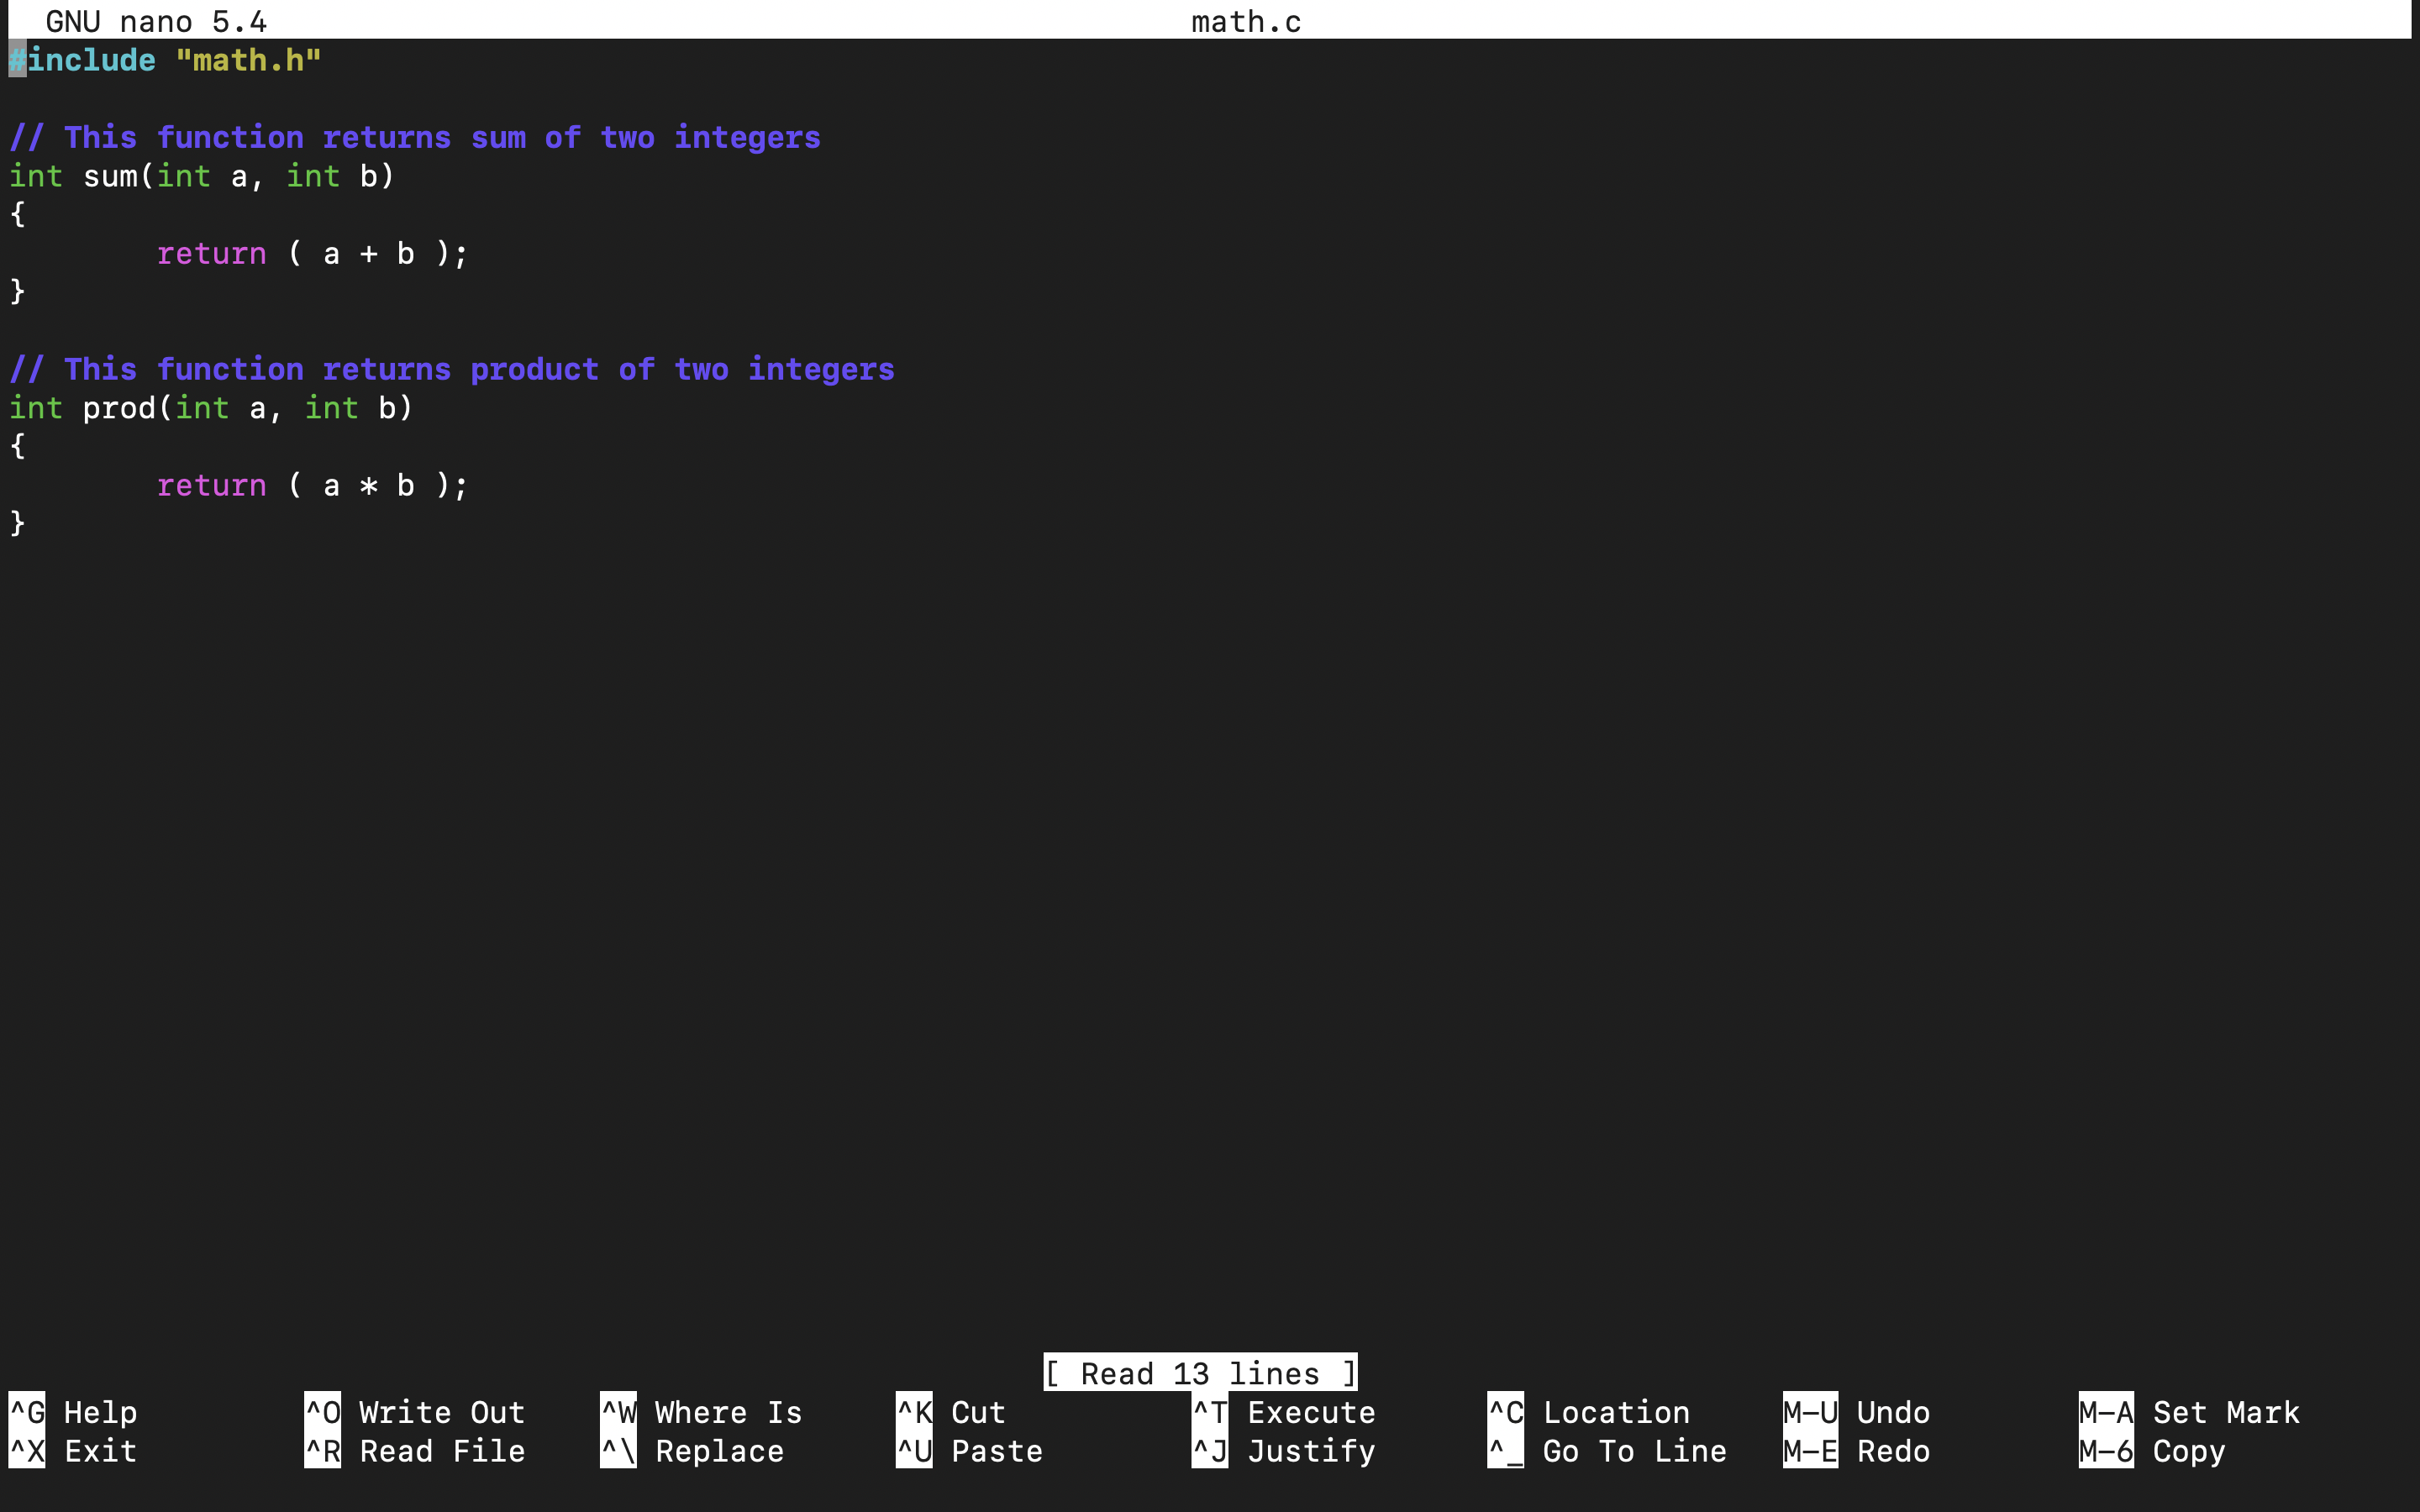 GNU nano 5.4 math.c
#include "math.h"
// This function returns sum of two integers
int sum(int a, int b)
{
        return ( a + b );
}
// This function returns product of two integers
int prod(int a, int b)
{
        return ( a * b );
}
[ Read 13 lines ]
^G Help ^O Write Out ^W Where Is ^K Cut ^T Execute ^C Location M-U Undo M-A Set Mark
^X Exit ^R Read File ^\ Replace ^U Paste ^J Justify ^_ Go To Line M-E Redo M-6 Copy